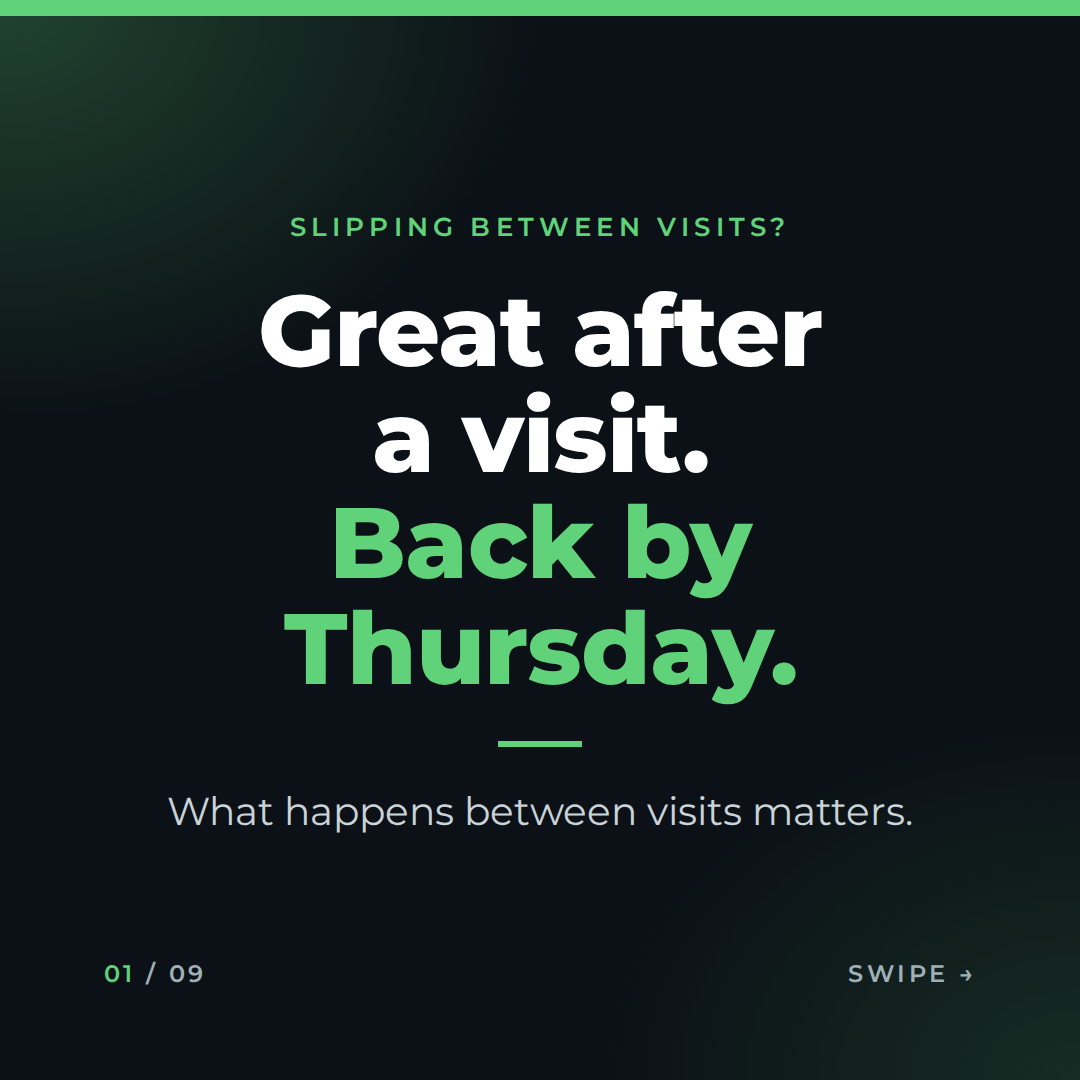 SLIPPING BETWEEN VISITS?
Great after
a visit.
Back by
Thursday.
What happens between visits matters.
01 / 09
SWIPE →